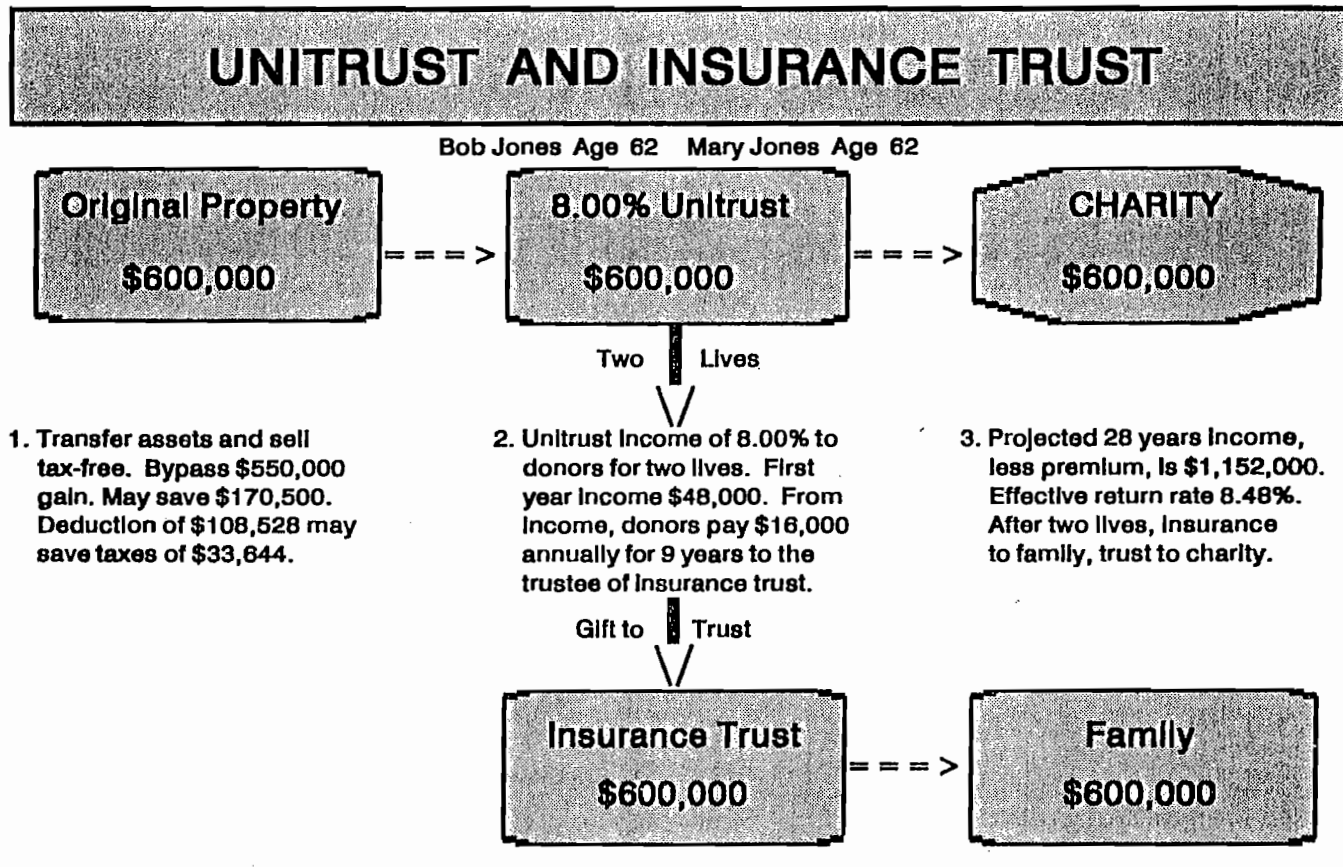 UNITRUST AND INSURANCE TRUST
Bob Jones Age 62 Mary Jones Age 62
Original Property
$600,000
= = = >
8.00% Unitrust
$600,000
= = = >
CHARITY
$600,000
Two Lives
1. Transfer assets and sell
tax-free. Bypass $550,000
gain. May save $170,500.
Deduction of $108,528 may
save taxes of $33,644.
2. Unitrust Income of 8.00% to
donors for two lives. First
year Income $48,000. From
Income, donors pay $16,000
annually for 9 years to the
trustee of Insurance trust.
3. Projected 28 years Income,
less premium, is $1,152,000.
Effective return rate 8.48%.
After two lives, Insurance
to family, trust to charity.
Gift to Trust
Insurance Trust
$600,000
= = = >
Family
$600,000